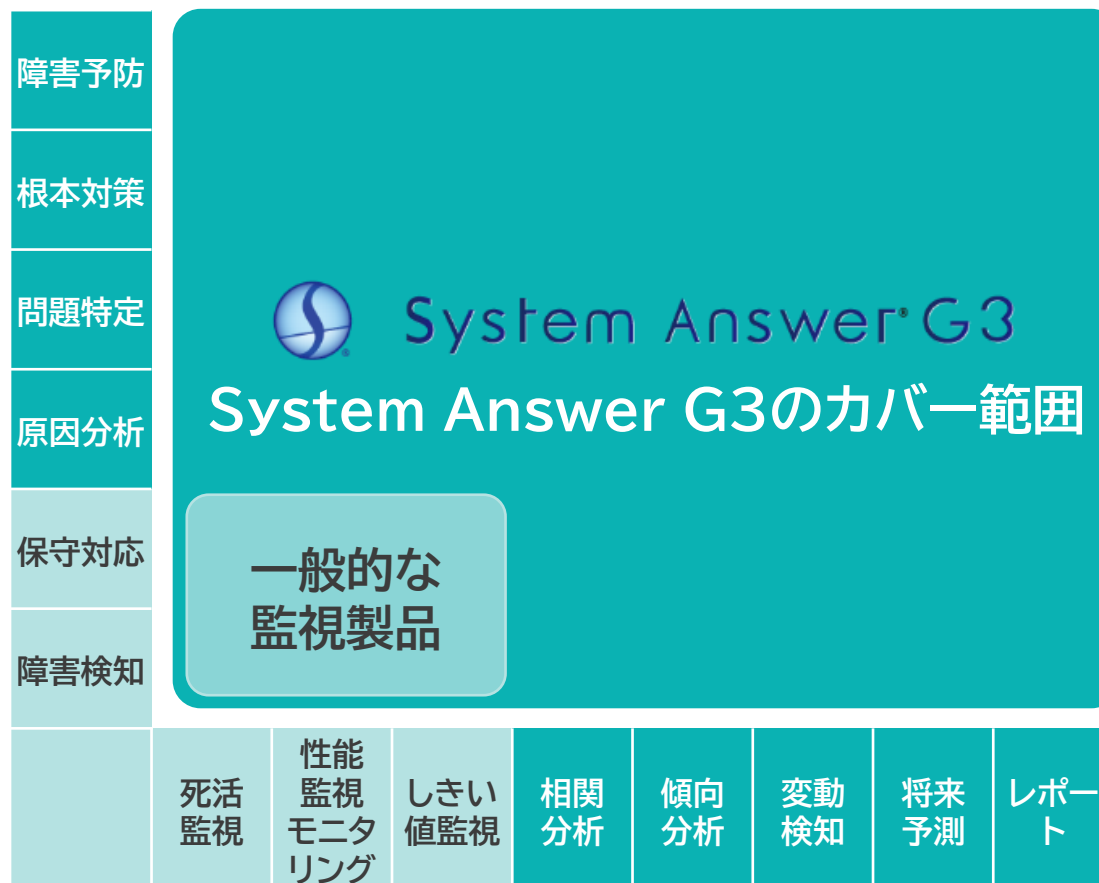 障害予防
根本対策
問題特定
原因分析
保守対応
障害検知
System Answer® G3
System Answer G3のカバー範囲
一般的な
監視製品
死活
監視
性能
監視
モニタ
リング
しきい
値監視
相関
分析
傾向
分析
変動
検知
将来
予測
レポー
ト